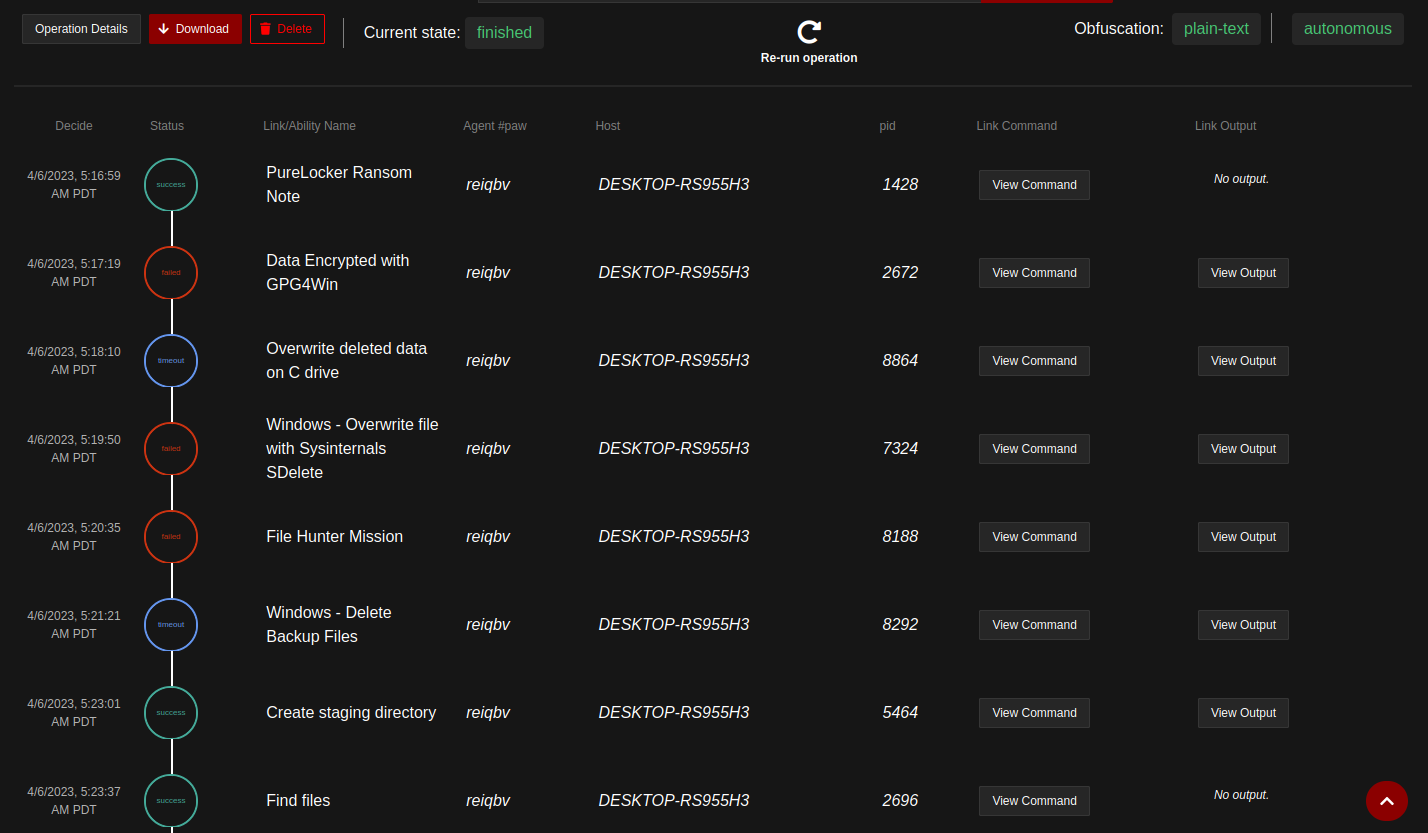 Operation Details Download Delete Current state: finished Re-run operation Obfuscation: plain-text autonomous
Decide Status Link/Ability Name Agent #paw Host pid Link Command Link Output
4/6/2023, 5:16:59
AM PDT
success
PureLocker Ransom
Note
reiqbv
DESKTOP-RS955H3
1428
View Command
No output.
4/6/2023, 5:17:19
AM PDT
failed
Data Encrypted with
GPG4Win
reiqbv
DESKTOP-RS955H3
2672
View Command
View Output
4/6/2023, 5:18:10
AM PDT
timeout
Overwrite deleted data
on C drive
reiqbv
DESKTOP-RS955H3
8864
View Command
View Output
4/6/2023, 5:19:50
AM PDT
failed
Windows - Overwrite file
with Sysinternals
SDelete
reiqbv
DESKTOP-RS955H3
7324
View Command
View Output
4/6/2023, 5:20:35
AM PDT
failed
File Hunter Mission
reiqbv
DESKTOP-RS955H3
8188
View Command
View Output
4/6/2023, 5:21:21
AM PDT
timeout
Windows - Delete
Backup Files
reiqbv
DESKTOP-RS955H3
8292
View Command
View Output
4/6/2023, 5:23:01
AM PDT
success
Create staging directory
reiqbv
DESKTOP-RS955H3
5464
View Command
View Output
4/6/2023, 5:23:37
AM PDT
success
Find files
reiqbv
DESKTOP-RS955H3
2696
View Command
No output.